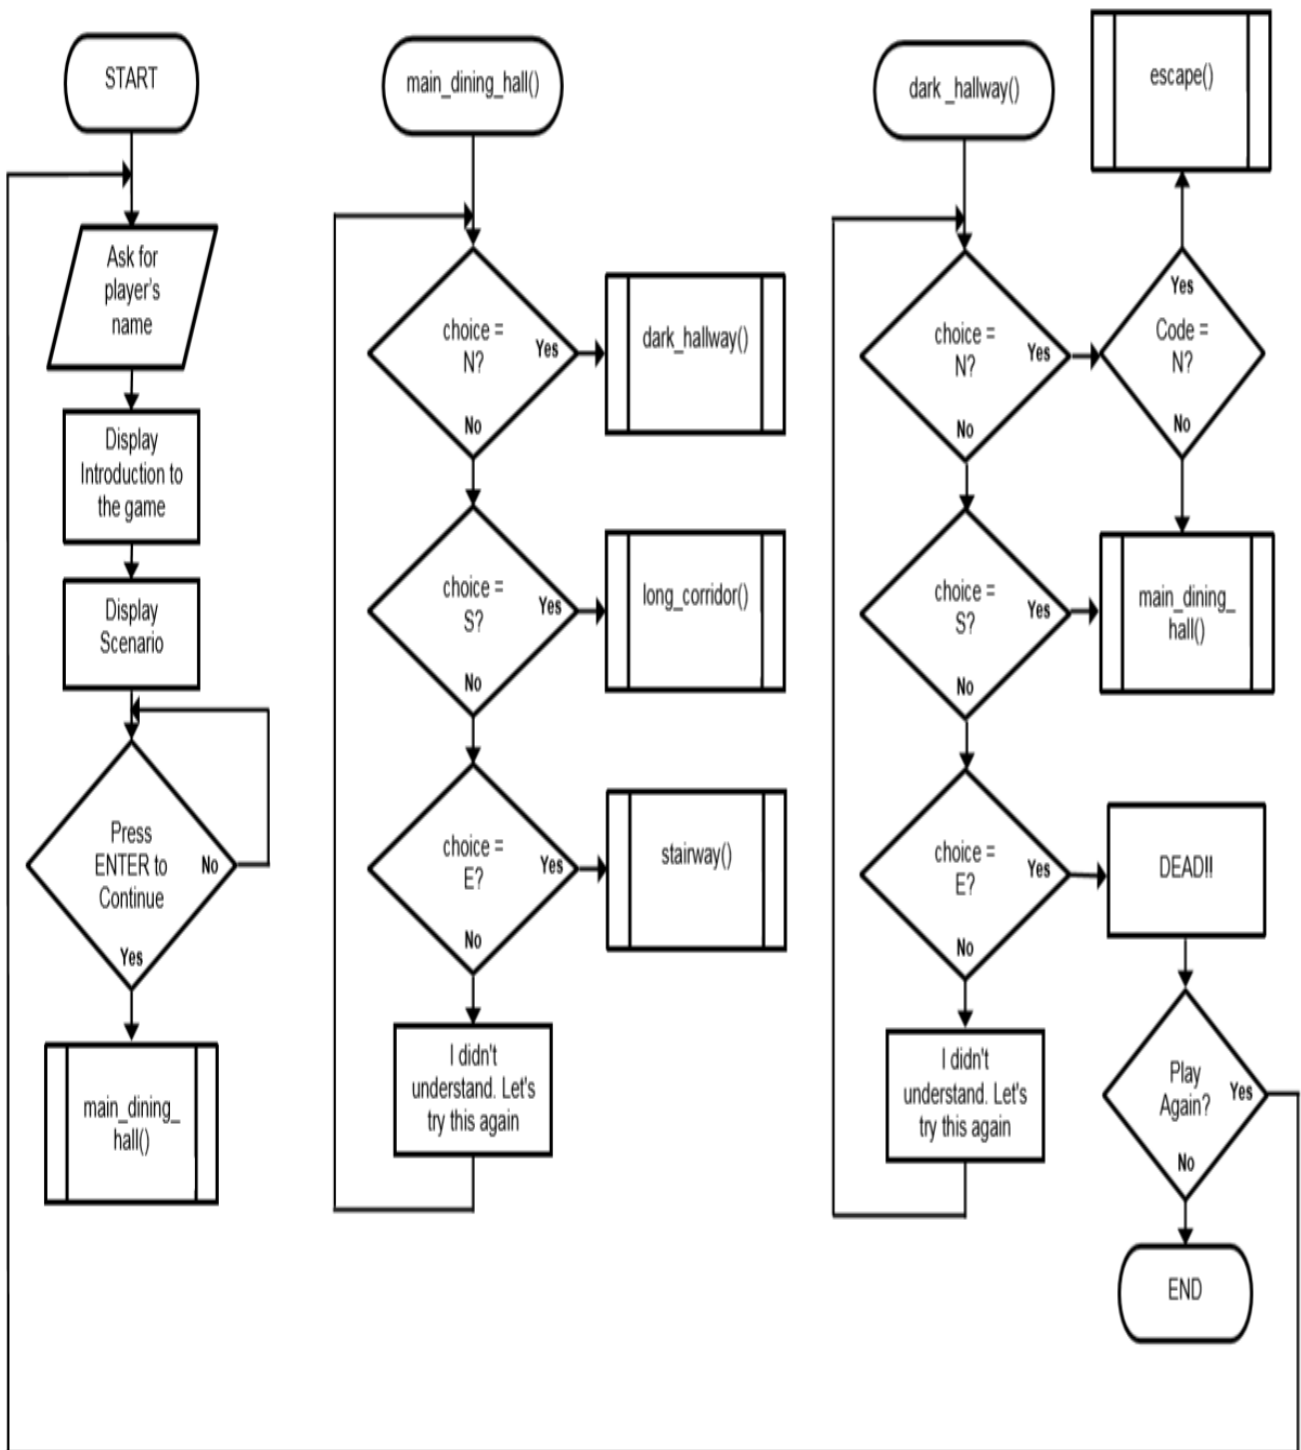 START
Ask for
player's
name
Display
Introduction to
the game
Display
Scenario
Press
ENTER to
Continue
No
Yes
main_dining_
hall()
main_dining_hall()
choice =
N?
Yes
No
dark_hallway()
choice =
S?
Yes
No
long_corridor()
choice =
E?
Yes
No
stairway()
I didn't
understand. Let's
try this again
dark _hallway()
choice =
N?
Yes
No
escape()
Yes
Code =
N?
No
choice =
S?
Yes
No
main_dining_
hall()
choice =
E?
Yes
No
DEAD!!
I didn't
understand. Let's
try this again
Play
Again?
Yes
No
END